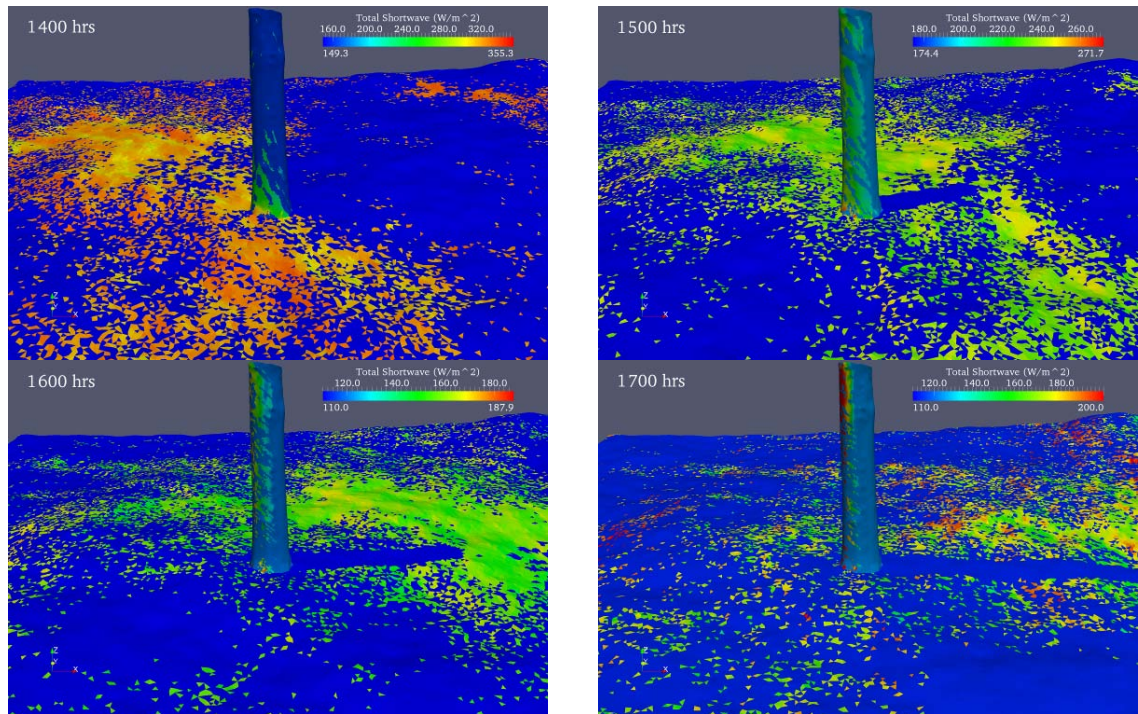 1400 hrs
Total Shortwave (W/m^2)
160.0 200.0 240.0 280.0 320.0
149.3 355.3
Z
X
1500 hrs
Total Shortwave (W/m^2)
180.0 200.0 220.0 240.0 260.0
174.4 271.7
Z
X
1600 hrs
Total Shortwave (W/m^2)
120.0 140.0 160.0 180.0
110.0 187.9
Z
X
1700 hrs
Total Shortwave (W/m^2)
120.0 140.0 160.0 180.0
110.0 200.0
Z
X